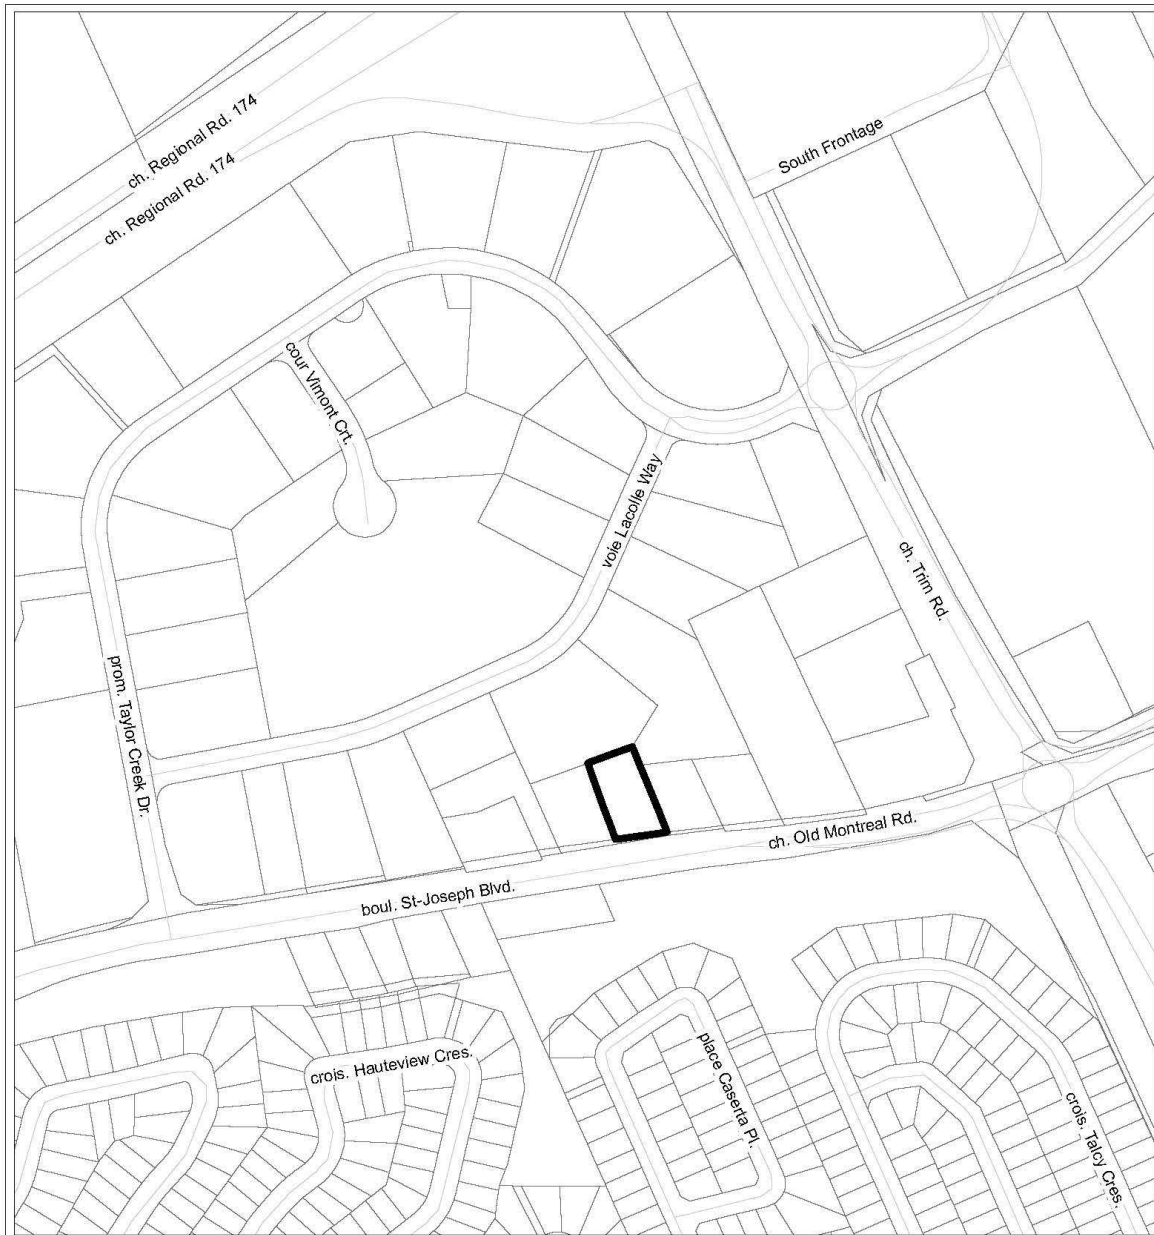 ch. Regional Rd. 174
ch. Regional Rd. 174
South Frontage
cour Vimont Crt.
voie Lacolle Way
ch. Trim Rd.
prom. Taylor Creek Dr.
ch. Old Montreal Rd.
boul. St-Joseph Blvd.
crois. Hauteview Cres.
place Caserta Pl.
crois. Talcy Cres.